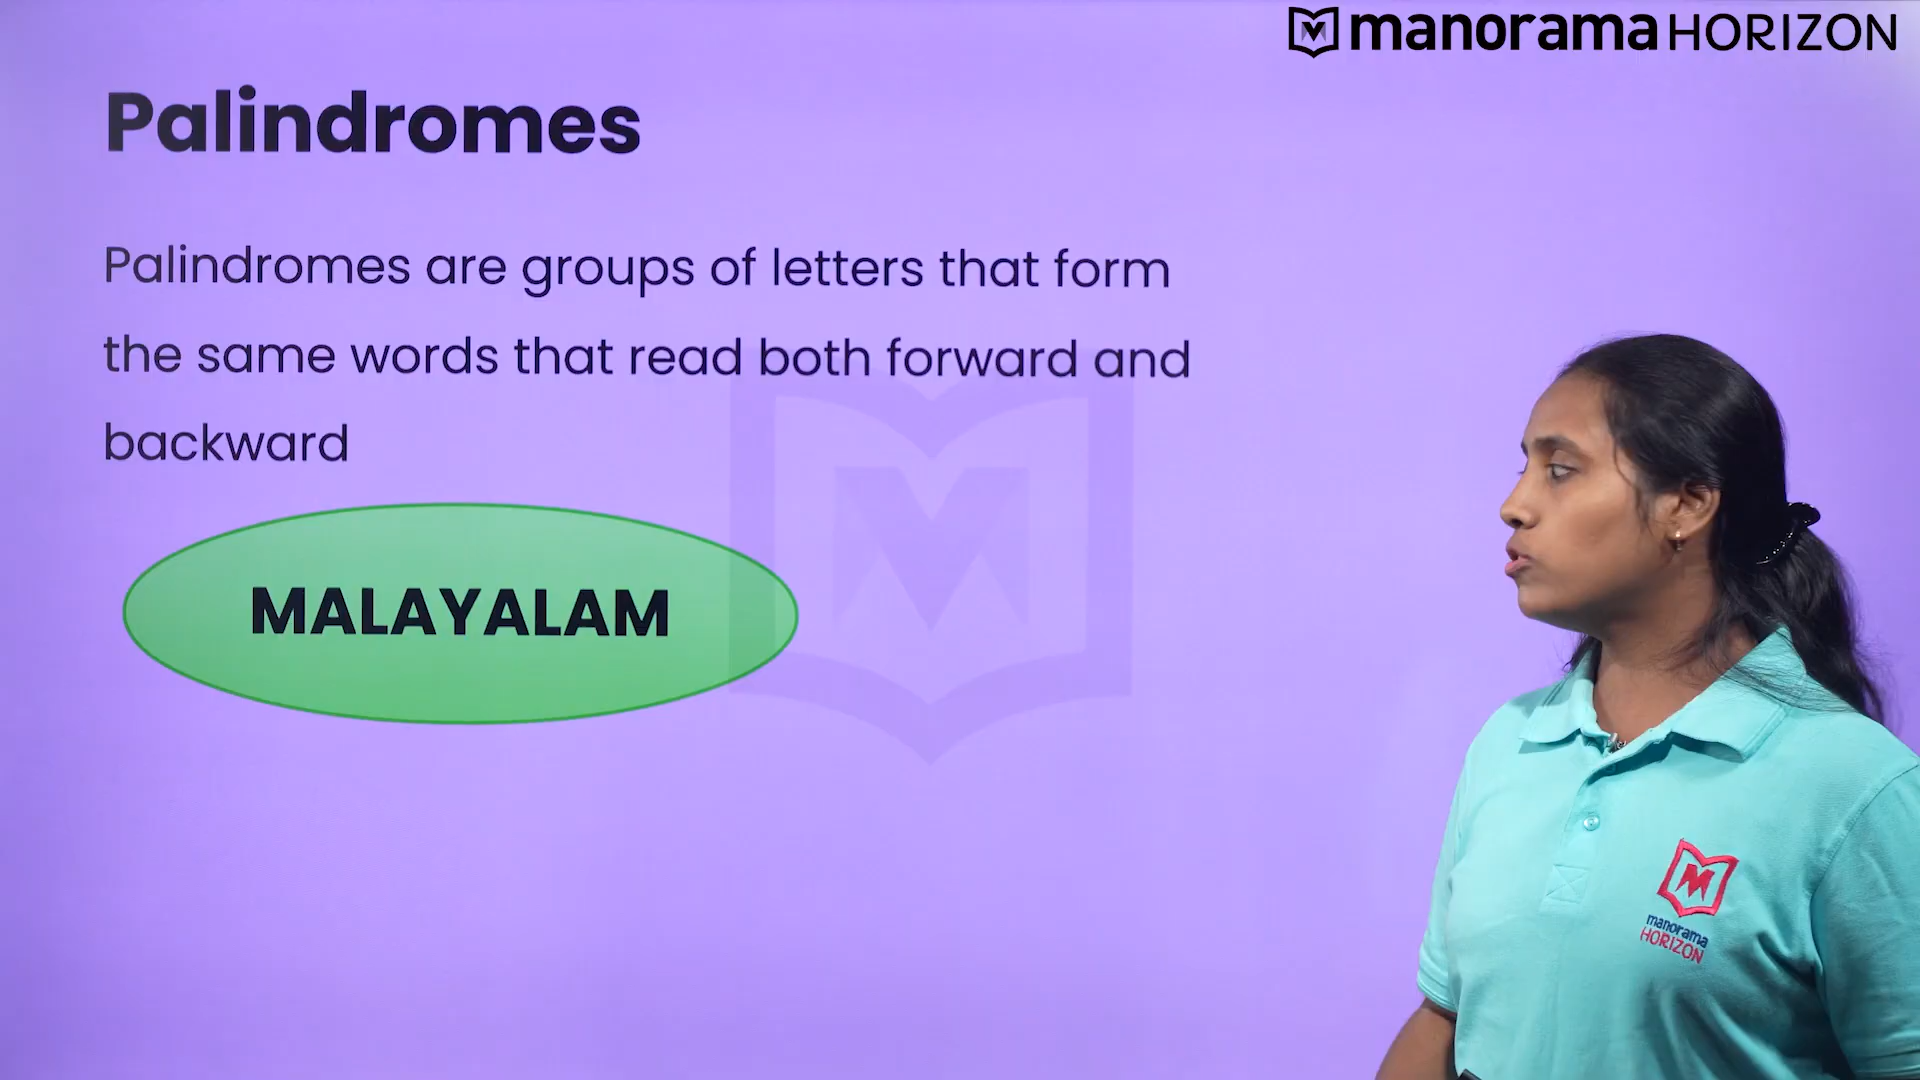 manorama HORIZON
Palindromes
Palindromes are groups of letters that form
the same words that read both forward and
backward
MALAYALAM
manorama
HORIZON